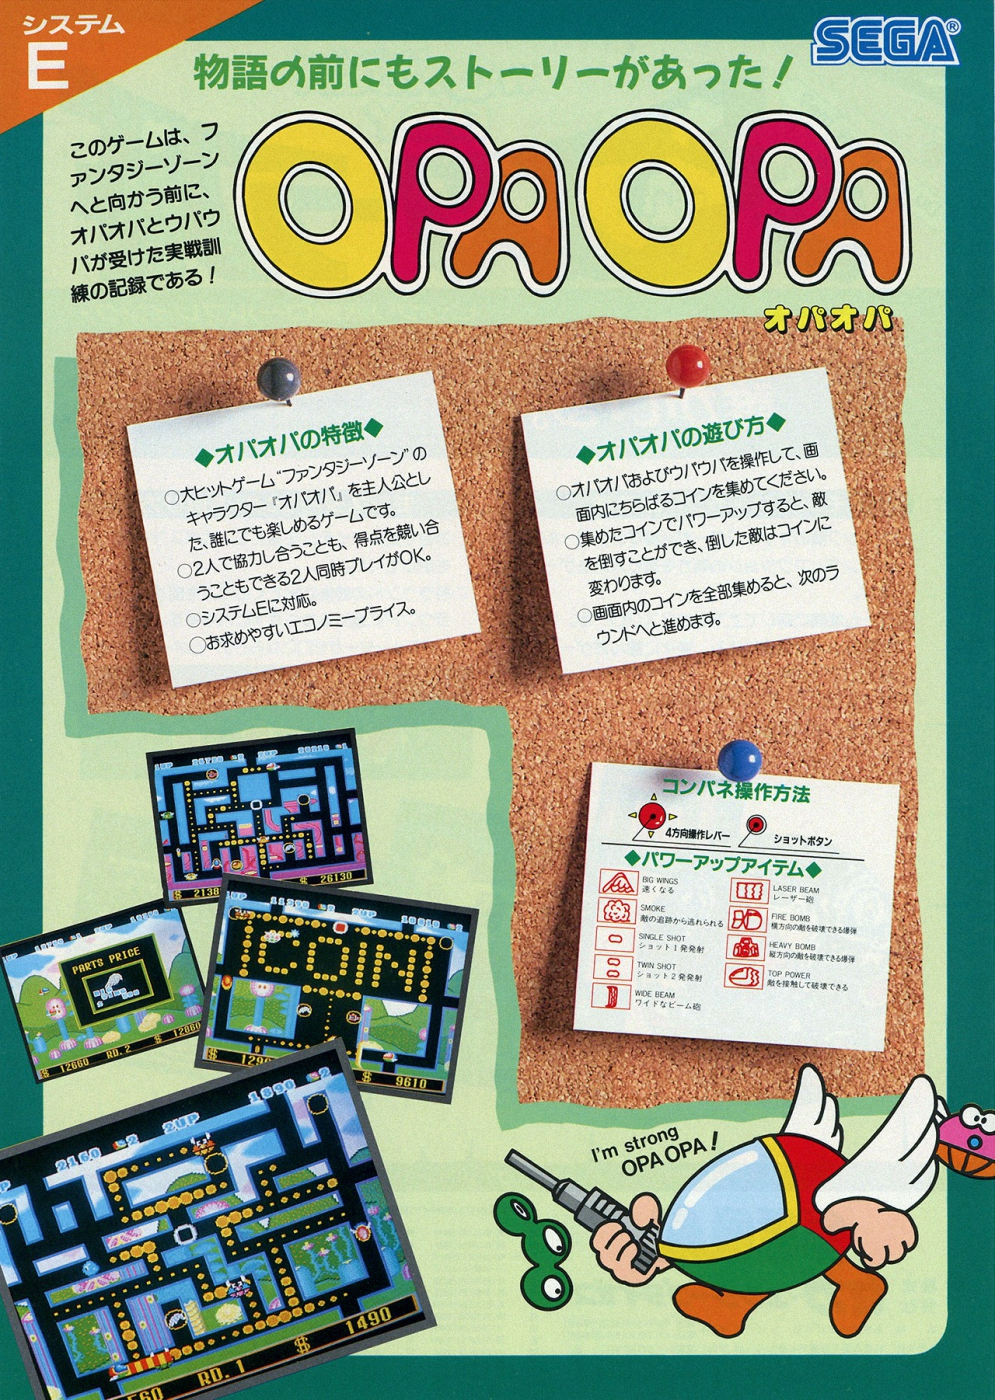 システム
E
SEGA®
物語の前にもストーリーがあった！
このゲームは、フ
ァンタジーゾーン
へと向かう前に、
オパオパとウパウ
パが受けた実戦訓
練の記録である！
OPA OPA
オパオパ
◆オパオパの特徴◆
○大ヒットゲーム“ファンタジーゾーン”の
キャラクター『オパオパ』を主人公とし
た、誰にでも楽しめるゲームです。
○2人で協力し合うことも、得点を競い合
うこともできる2人同時プレイがOK。
○システムEに対応。
○お求めやすいエコノミープライス。
◆オパオパの遊び方◆
○オパオパおよびウパウパを操作して、画
面内にちらばるコインを集めてください。
○集めたコインでパワーアップすると、敵
を倒すことができ、倒した敵はコインに
変わります。
○画面内のコインを全部集めると、次のラ
ウンドへと進めます。
コンパネ操作方法
4方向操作レバー
ショットボタン
◆パワーアップアイテム◆
BIG WINGS
速くなる
SMOKE
敵の追跡から逃れられる
SINGLE SHOT
ショット1発発射
TWIN SHOT
ショット2発発射
WIDE BEAM
ワイドなビーム砲
LASER BEAM
レーザー砲
FIRE BOMB
横方向の敵を破壊できる爆弾
HEAVY BOMB
縦方向の敵を破壊できる爆弾
TOP POWER
敵を接触して破壊できる
$ 26130
PARTS PRICE
$ 12660 RD.2 $ 12860
COIN
$ 9610
2160
2UP
1890
RD.1
$ 1490
I'm strong
OPA OPA!